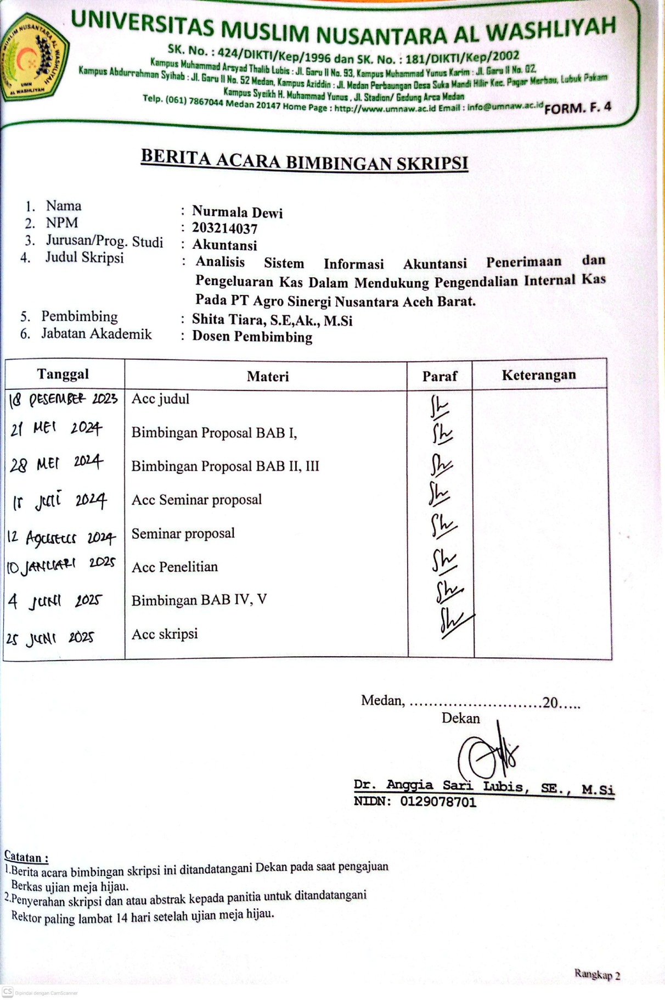 UNIVERSITAS MUSLIM NUSANTARA AL WASHLIYAH
SK. No. : 424/DIKTI/Kep/1996 dan SK. No. : 181/DIKTI/Kep/2002
Kampus Muhammad Arsyad Thalib Lubis : Jl. Garu II No. 93, Kampus Muhammad Yunus Karim : Jl. Garu II No. 02,
Kampus Abdurrahman Syihab : Jl. Garu II No. 52 Medan, Kampus Aziddin : Jl. Medan Perbaungan Desa Suka Mandi Hilir Kec. Pagar Merbau, Lubuk Pakam
Kampus Syeikh H. Muhammad Yunus , Jl. Stadion/ Gedung Arca Medan
Telp. (061) 7867044 Medan 20147 Home Page : http://www.umnaw.ac.id Email : info@umnaw.ac.id FORM. F. 4
UMN
AL WASHLIYAH
BERITA ACARA BIMBINGAN SKRIPSI
1. Nama : Nurmala Dewi
2. NPM : 203214037
3. Jurusan/Prog. Studi : Akuntansi
4. Judul Skripsi : Analisis Sistem Informasi Akuntansi Penerimaan dan
Pengeluaran Kas Dalam Mendukung Pengendalian Internal Kas
Pada PT Agro Sinergi Nusantara Aceh Barat.
5. Pembimbing : Shita Tiara, S.E,Ak., M.Si
6. Jabatan Akademik : Dosen Pembimbing
Tanggal Materi Paraf Keterangan
18 DESEMBER 2023 Acc judul
21 MEI 2024 Bimbingan Proposal BAB I,
28 MEI 2024 Bimbingan Proposal BAB II, III
2024 Acc Seminar proposal
12 Agustus 2024 Seminar proposal
10 JANUARI 2025 Acc Penelitian
4 JUNI 2025 Bimbingan BAB IV, V
25 JUNI 2025 Acc skripsi
Medan, ............................20.....
Dekan
Dr. Anggia Sari Lubis, SE., M.Si
NIDN: 0129078701
Catatan :
1.Berita acara bimbingan skripsi ini ditandatangani Dekan pada saat pengajuan
Berkas ujian meja hijau.
2.Penyerahan skripsi dan atau abstrak kepada panitia untuk ditandatangani
Rektor paling lambat 14 hari setelah ujian meja hijau.
Rangkap 2
CS Dipindai dengan CamScanner